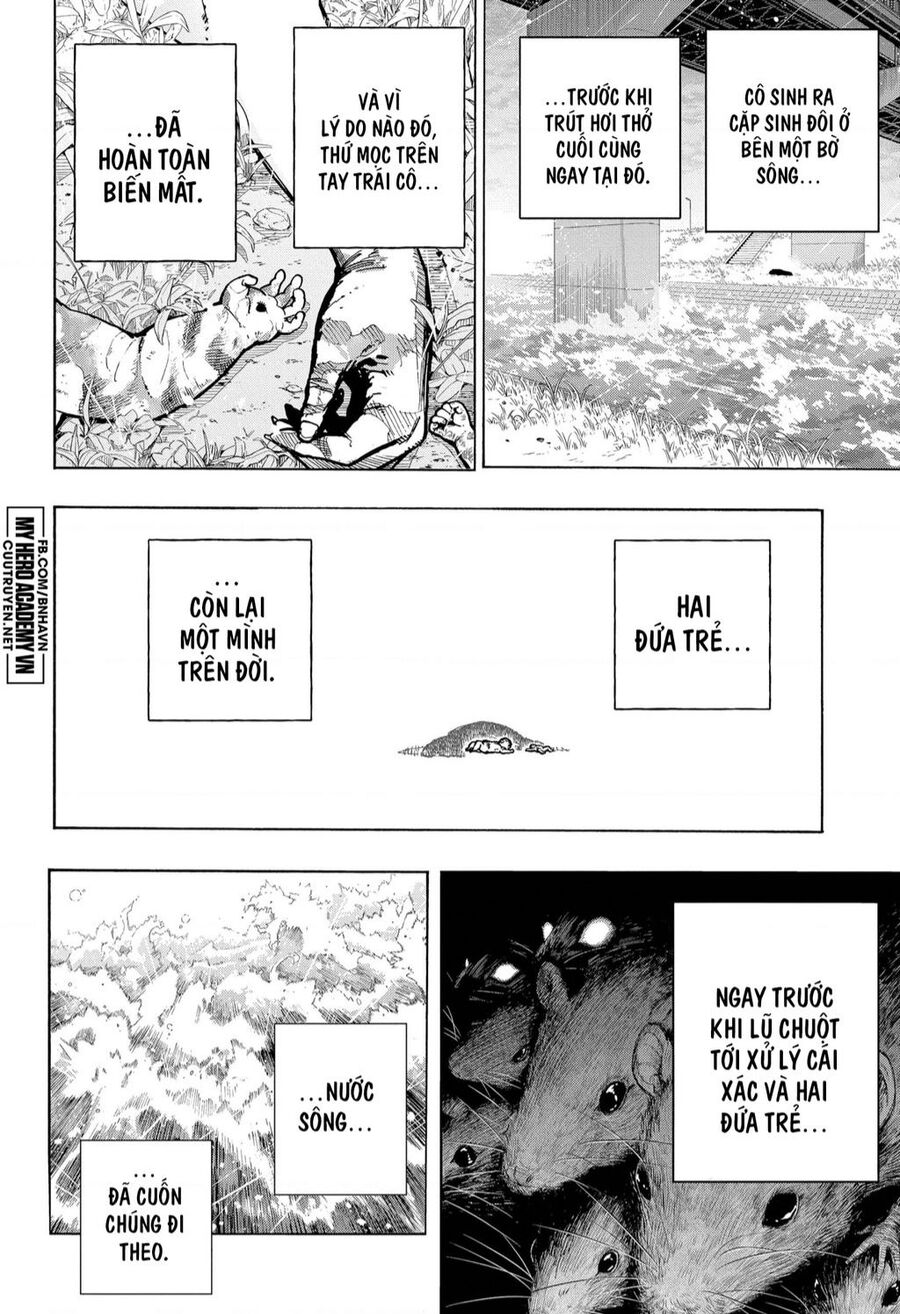 CÔ SINH RA
CẶP SINH ĐÔI Ở
BÊN MỘT BỜ
SÔNG...
...TRƯỚC KHI
TRÚT HƠI THỞ
CUỐI CÙNG
NGAY TẠI ĐÓ.
VÀ VÌ
LÝ DO NÀO ĐÓ,
THỨ MỌC TRÊN
TAY TRÁI CÔ...
...ĐÃ
HOÀN TOÀN
BIẾN MẤT.
HAI
ĐỨA TRẺ...
...
CÒN LẠI
MỘT MÌNH
TRÊN ĐỜI.
FB.COM/BNHAVN
MY HERO ACADEMY VN
CUUTRUYEN.NET
NGAY TRƯỚC
KHI LŨ CHUỘT
TỚI XỬ LÝ CÁI
XÁC VÀ HAI
ĐỨA TRẺ...
...NƯỚC
SÔNG...
...
ĐÃ CUỐN
CHÚNG ĐI
THEO.